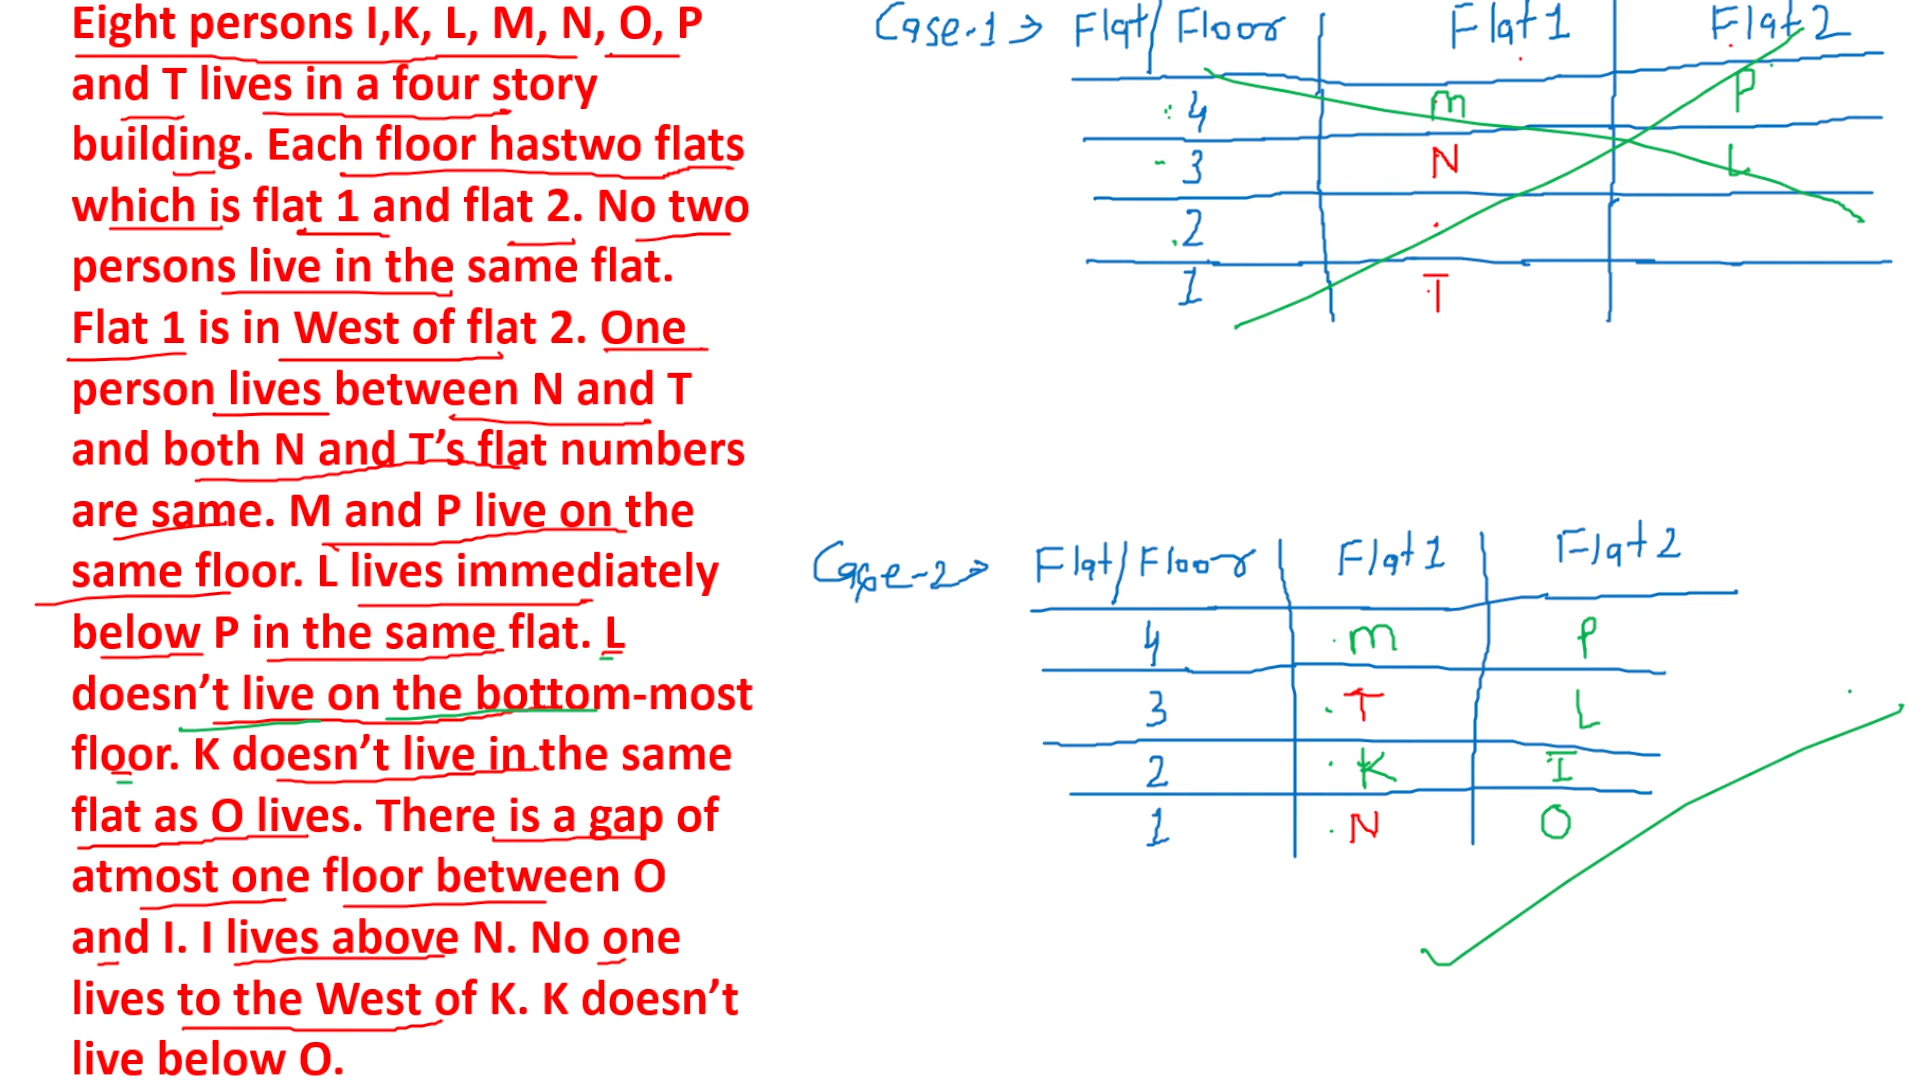 Eight persons I,K, L, M, N, O, P
and T lives in a four story
building. Each floor hastwo flats
which is flat 1 and flat 2. No two
persons live in the same flat.
Flat 1 is in West of flat 2. One
person lives between N and T
and both N and T’s flat numbers
are same. M and P live on the
same floor. L lives immediately
below P in the same flat. L
doesn’t live on the bottom-most
floor. K doesn’t live in the same
flat as O lives. There is a gap of
atmost one floor between O
and I. I lives above N. No one
lives to the West of K. K doesn’t
live below O.
Case-1 → Flat/Floor Flat 1 Flat 2
4 M P
3 N L
2
1 T
Case-2 → Flat/Floor Flat 1 Flat 2
4 M P
3 T L
2 K I
1 N O